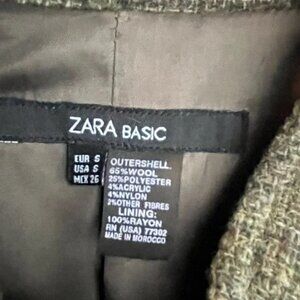 ZARA BASIC
EUR S
USA S
MEX 26
OUTERSHELL.
65%WOOL
25%POLYESTER
4%ACRYLIC
4%NYLON
2%OTHER FIBRES
LINING:
100%RAYON
RN (USA) 77302
MADE IN MOROCCO